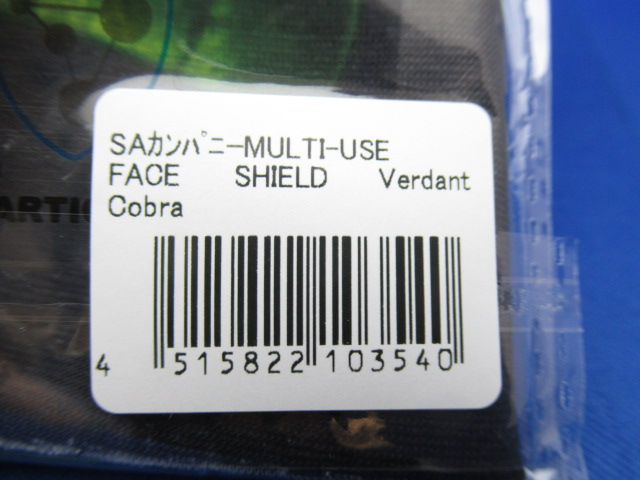 SAｶﾝﾊﾟﾆｰMULTI-USE
FACE SHIELD Verdant
Cobra
4 515822 103540